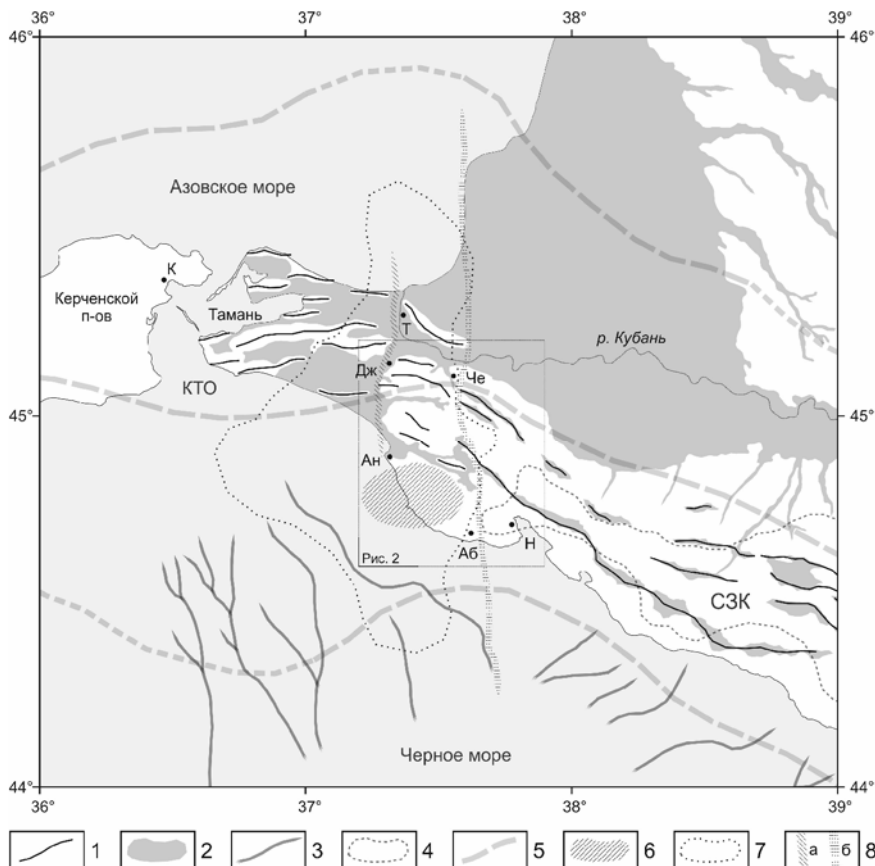 36° 37° 38° 39°
46° 46°
Азовское море
К
Керченской
п-ов
Тамань
Т
р. Кубань
Дж
Че
КТО
45° 45°
Ан
Н
Аб
Рис. 2
СЗК
Черное море
44° 44°
36° 37° 38° 39°
1 2 3 4 5 6 7 а б 8